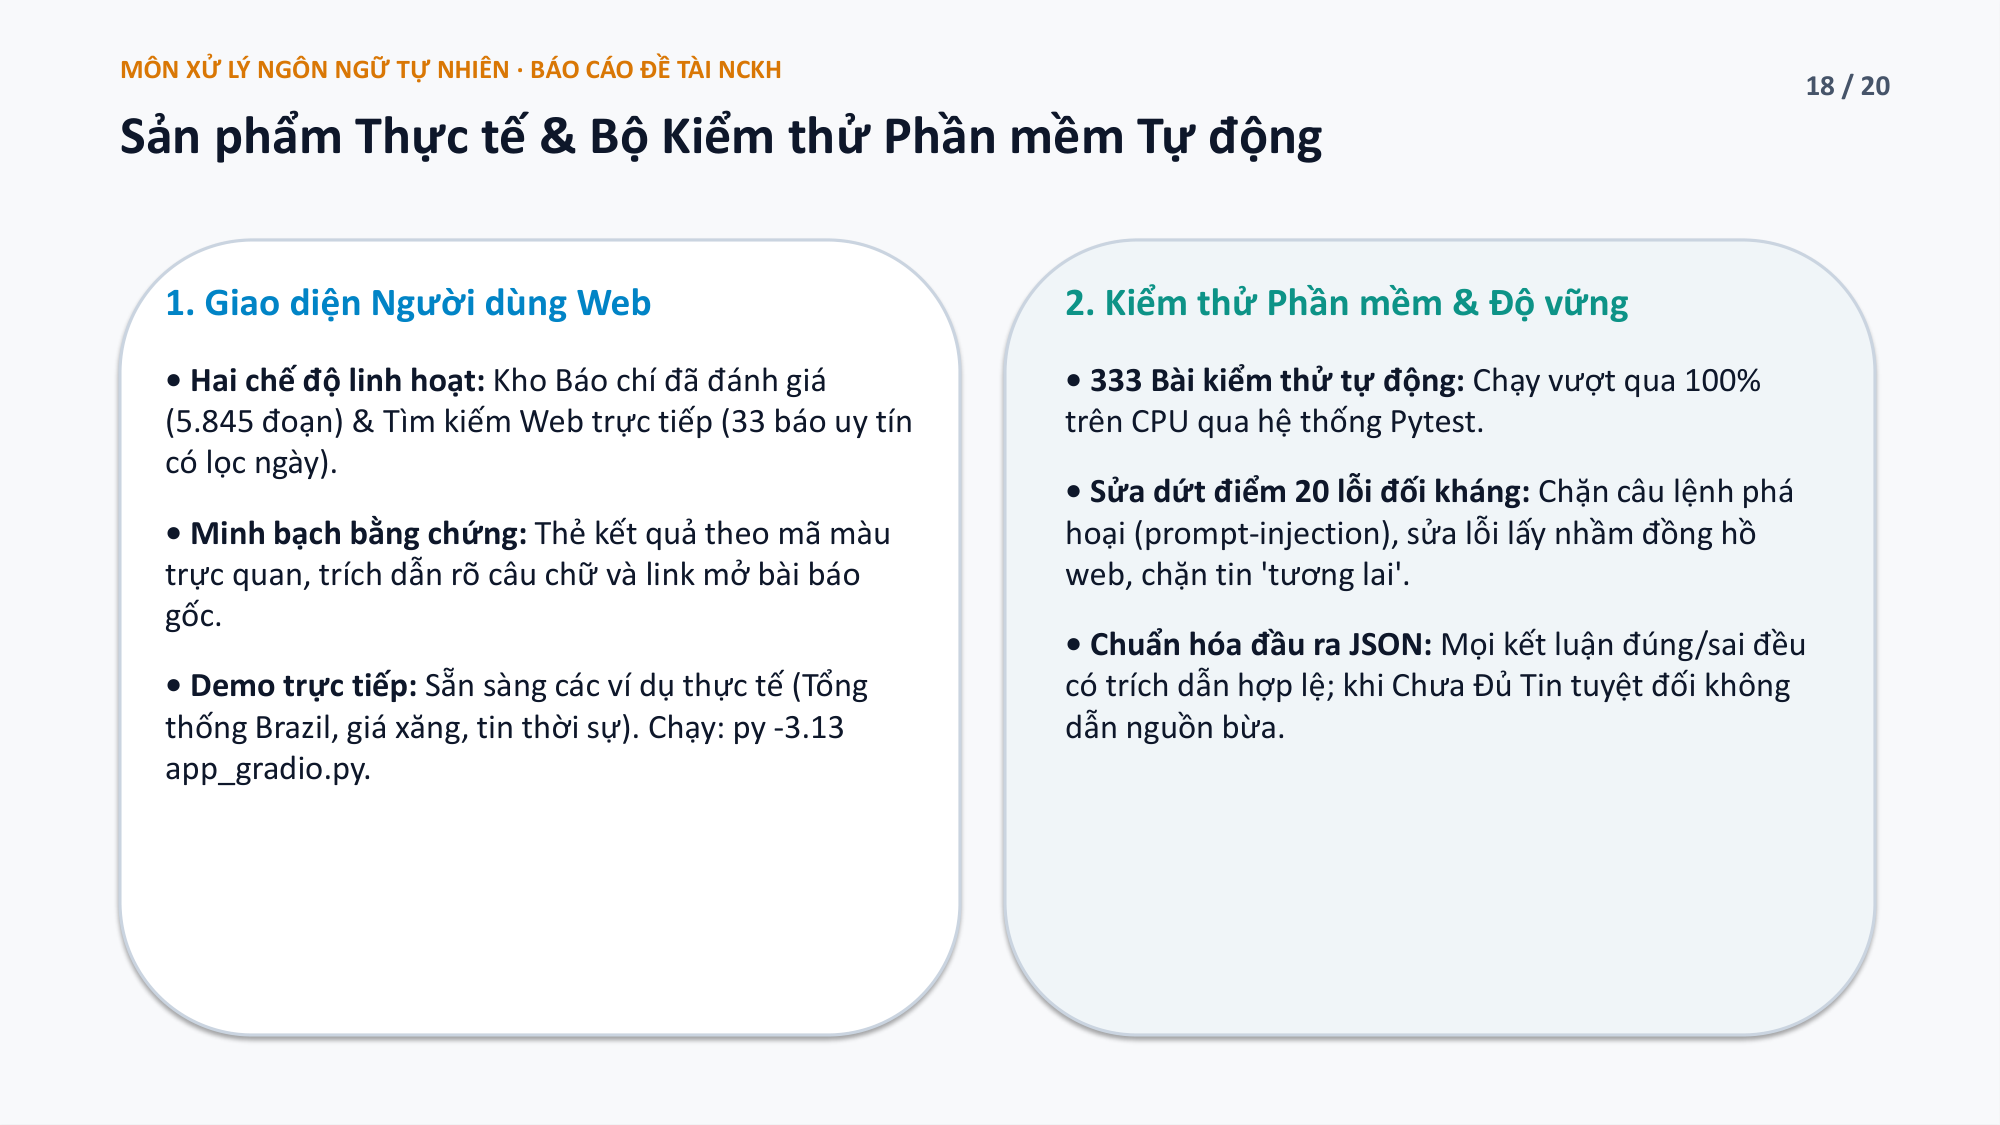 MÔN XỬ LÝ NGÔN NGỮ TỰ NHIÊN · BÁO CÁO ĐỀ TÀI NCKH
18 / 20
Sản phẩm Thực tế & Bộ Kiểm thử Phần mềm Tự động
1. Giao diện Người dùng Web
• Hai chế độ linh hoạt: Kho Báo chí đã đánh giá
(5.845 đoạn) & Tìm kiếm Web trực tiếp (33 báo uy tín
có lọc ngày).
• Minh bạch bằng chứng: Thẻ kết quả theo mã màu
trực quan, trích dẫn rõ câu chữ và link mở bài báo
gốc.
• Demo trực tiếp: Sẵn sàng các ví dụ thực tế (Tổng
thống Brazil, giá xăng, tin thời sự). Chạy: py -3.13
app_gradio.py.
2. Kiểm thử Phần mềm & Độ vững
• 333 Bài kiểm thử tự động: Chạy vượt qua 100%
trên CPU qua hệ thống Pytest.
• Sửa dứt điểm 20 lỗi đối kháng: Chặn câu lệnh phá
hoại (prompt-injection), sửa lỗi lấy nhầm đồng hồ
web, chặn tin 'tương lai'.
• Chuẩn hóa đầu ra JSON: Mọi kết luận đúng/sai đều
có trích dẫn hợp lệ; khi Chưa Đủ Tin tuyệt đối không
dẫn nguồn bừa.